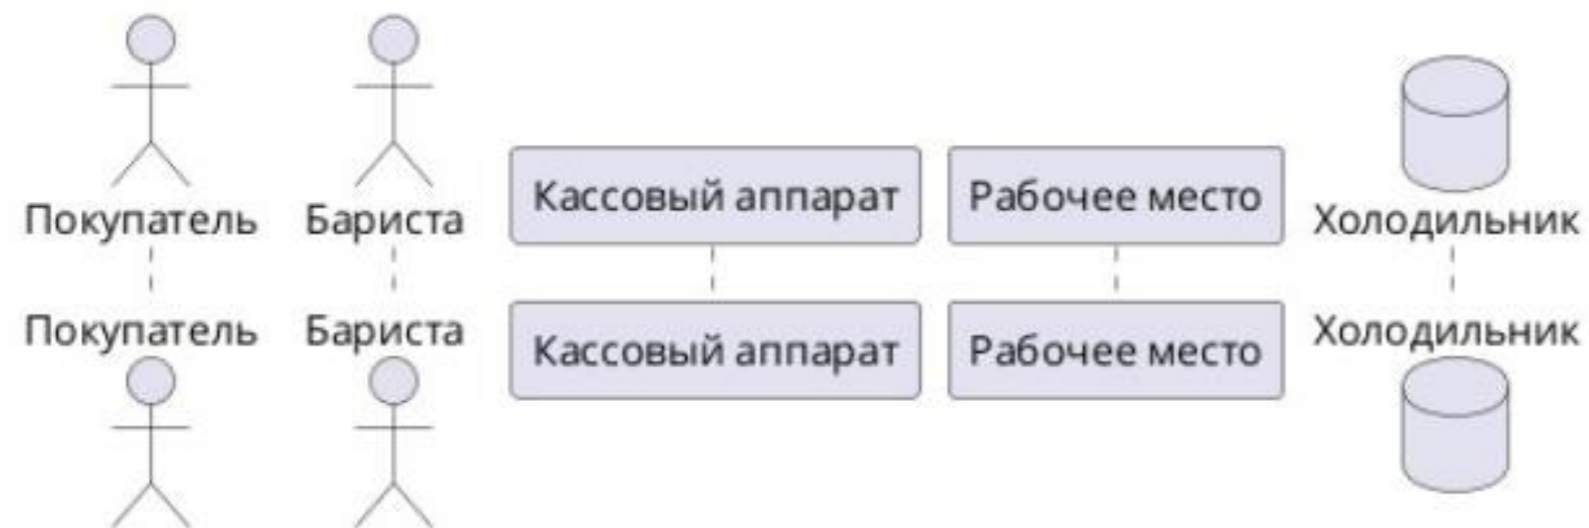 Покупатель
Бариста
Кассовый аппарат
Рабочее место
Холодильник
Покупатель
Бариста
Кассовый аппарат
Рабочее место
Холодильник